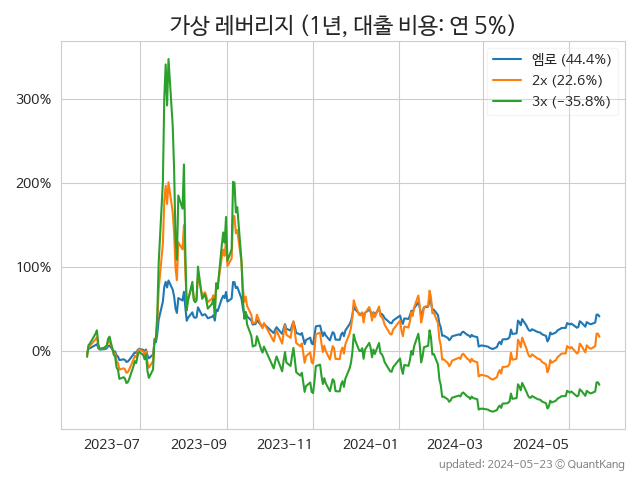 가상 레버리지 (1년, 대출 비용: 연 5%)
엠로 (44.4%)
2x (22.6%)
3x (−35.8%)
300%
200%
100%
0%
2023-07 2023-09 2023-11 2024-01 2024-03 2024-05
updated: 2024-05-23 © QuantKang